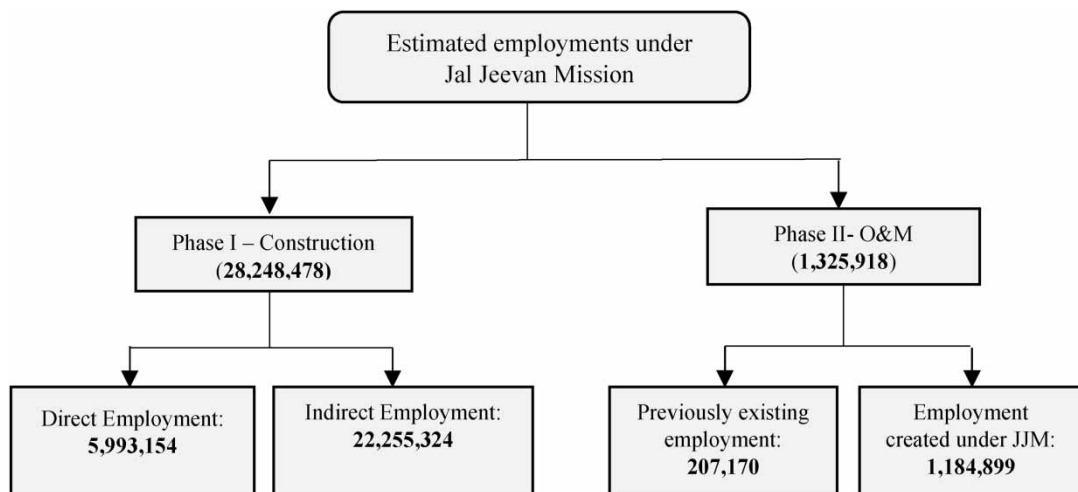 Estimated employments under
Jal Jeevan Mission
Phase I – Construction
(28,248,478)
Phase II- O&M
(1,325,918)
Direct Employment:
5,993,154
Indirect Employment:
22,255,324
Previously existing
employment:
207,170
Employment
created under JJM:
1,184,899